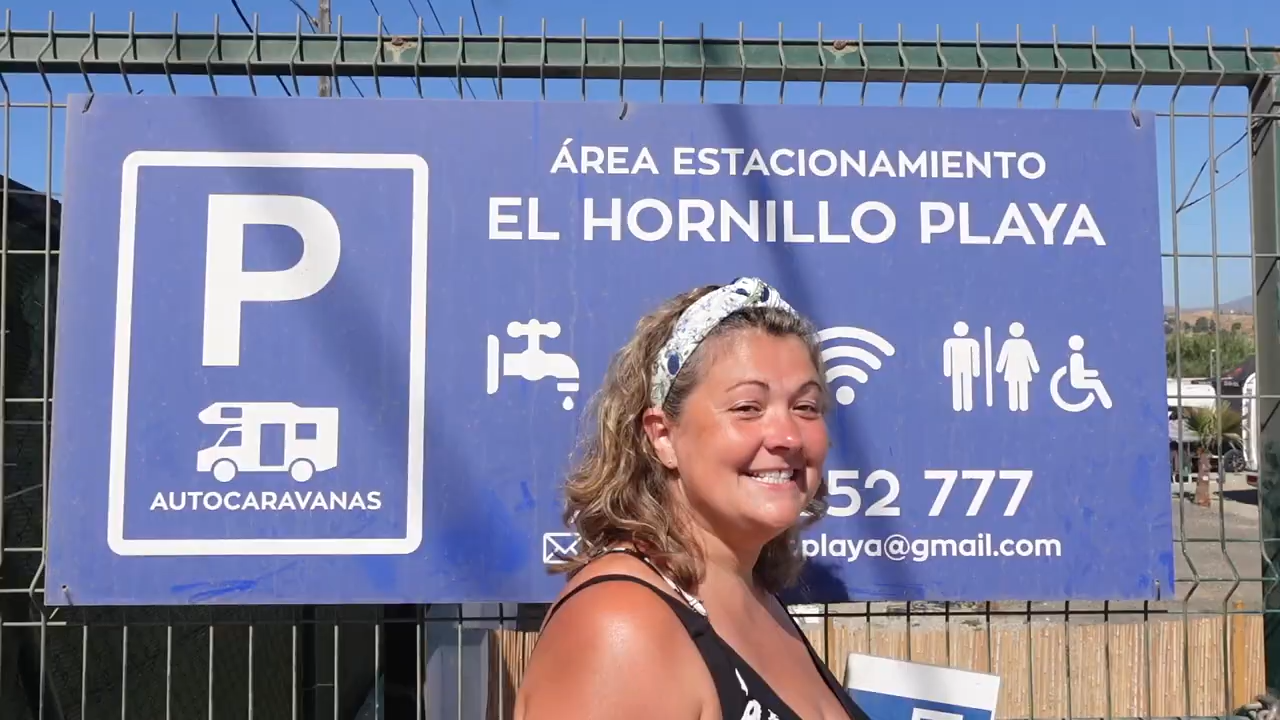 P
AUTOCARAVANAS
ÁREA ESTACIONAMIENTO
EL HORNILLO PLAYA
52 777
playa@gmail.com